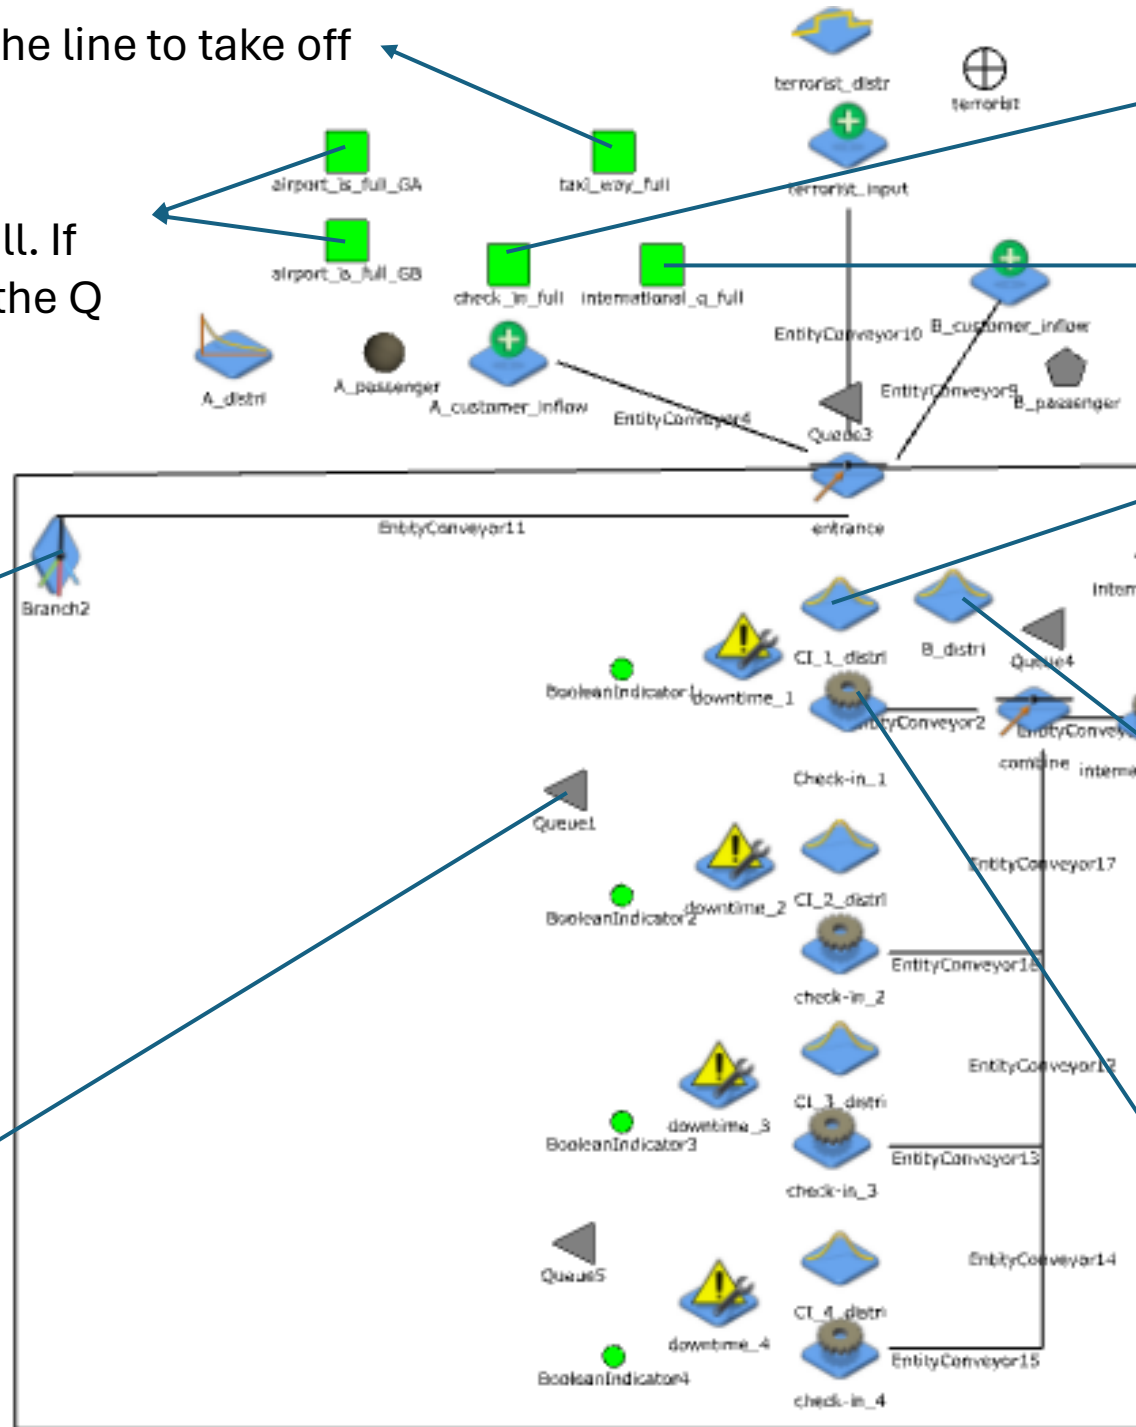 he line to take off
terrorist_distr
terrorist
airport_is_full_GA
taxi_way_full
terrorist_input
ll. If
airport_is_full_GB
the Q
check_in_full
international_q_full
EntityConveyor10
B_customer_inflow
A_distri
A_passenger
A_customer_inflow
EntityConveyor4
EntityConveyor9
B_passenger
Queue3
EntityConveyor11
entrance
Branch2
Intern
CI_1_distri
B_distri
Queue4
BooleanIndicator1
downtime_1
EntityConveyor2
EntityConveyo
combine
interna
Check-in_1
Queue1
EntityConveyor17
CI_2_distri
downtime_2
BooleanIndicator2
EntityConveyor16
check-in_2
EntityConveyor12
CI_3_distri
downtime_3
BooleanIndicator3
EntityConveyor13
check-in_3
EntityConveyor14
Queue5
CI_4_distri
downtime_4
EntityConveyor15
BooleanIndicator4
check-in_4